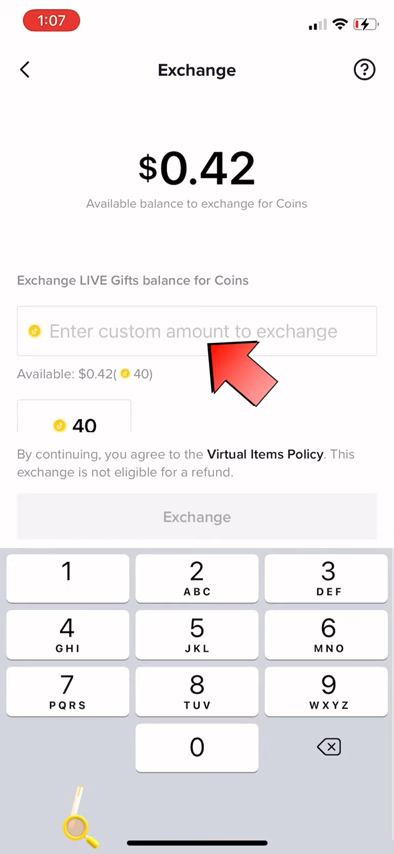 1:07
Exchange
$0.42
Available balance to exchange for Coins
Exchange LIVE Gifts balance for Coins
Enter custom amount to exchange
Available: $0.42( 40)
40
By continuing, you agree to the Virtual Items Policy. This
exchange is not eligible for a refund.
Exchange
1
2
ABC
3
DEF
4
GHI
5
JKL
6
MNO
7
PQRS
8
TUV
9
WXYZ
0